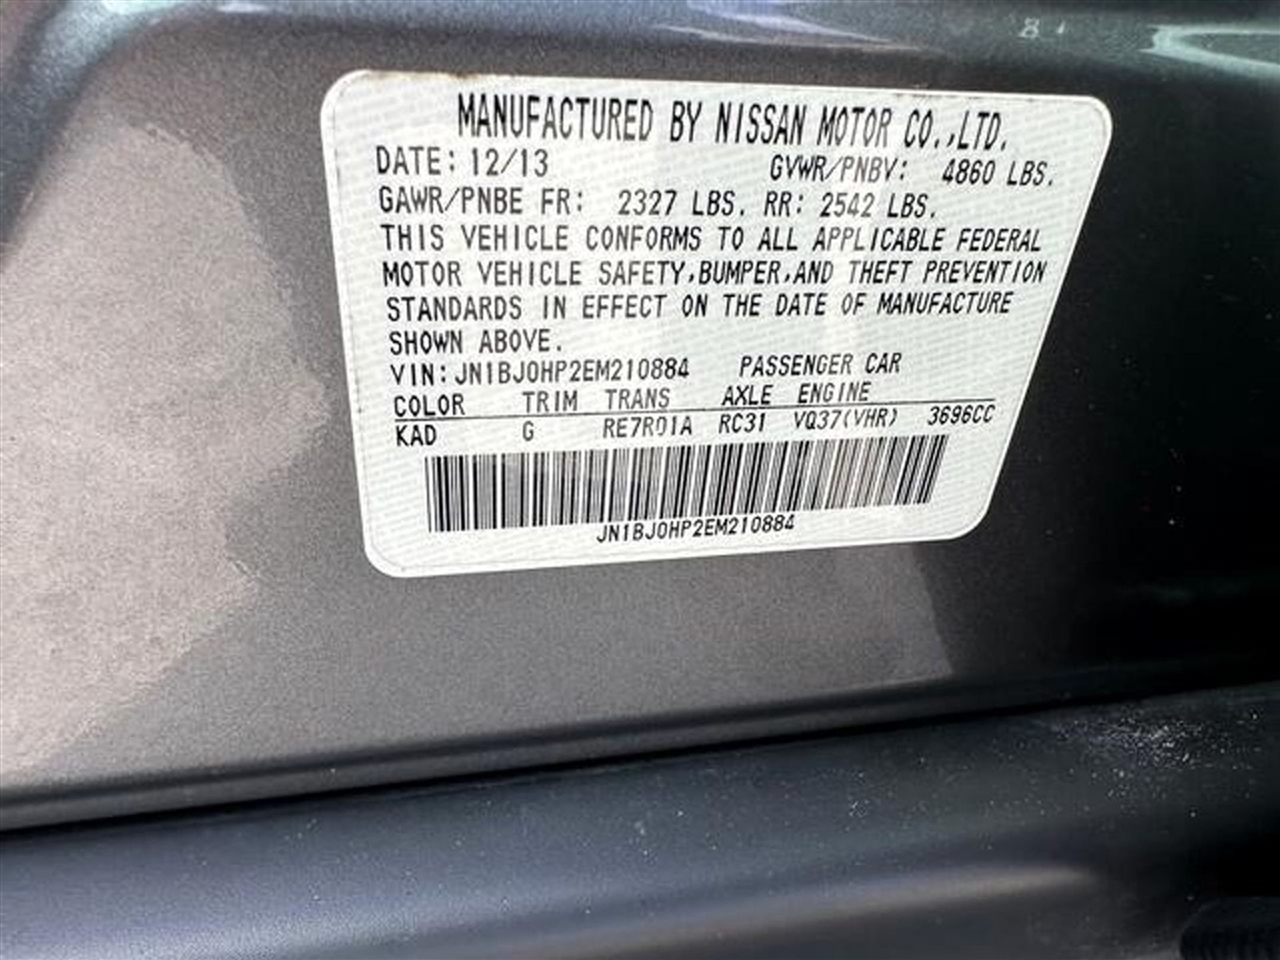 MANUFACTURED BY NISSAN MOTOR CO.,LTD.
DATE: 12/13 GVWR/PNBV: 4860 LBS.
GAWR/PNBE FR: 2327 LBS. RR: 2542 LBS.
THIS VEHICLE CONFORMS TO ALL APPLICABLE FEDERAL
MOTOR VEHICLE SAFETY,BUMPER,AND THEFT PREVENTION
STANDARDS IN EFFECT ON THE DATE OF MANUFACTURE
SHOWN ABOVE.
VIN:JN1BJ0HP2EM210884 PASSENGER CAR
COLOR TRIM TRANS AXLE ENGINE
KAD G RE7R01A RC31 VQ37(VHR) 3696CC
JN1BJ0HP2EM210884